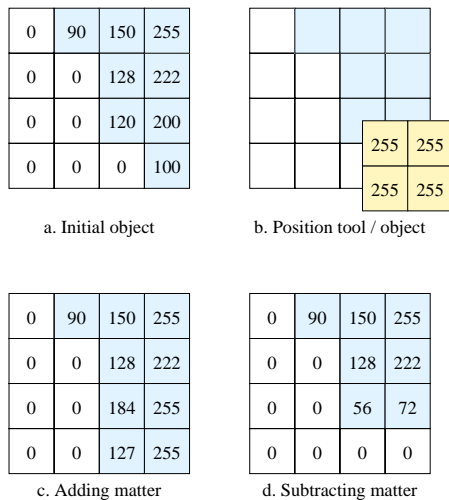 0 90 150 255
0 0 128 222
0 0 120 200
0 0 0 100
a. Initial object
255 255
255 255
b. Position tool / object
0 90 150 255
0 0 128 222
0 0 184 255
0 0 127 255
c. Adding matter
0 90 150 255
0 0 128 222
0 0 56 72
0 0 0 0
d. Subtracting matter